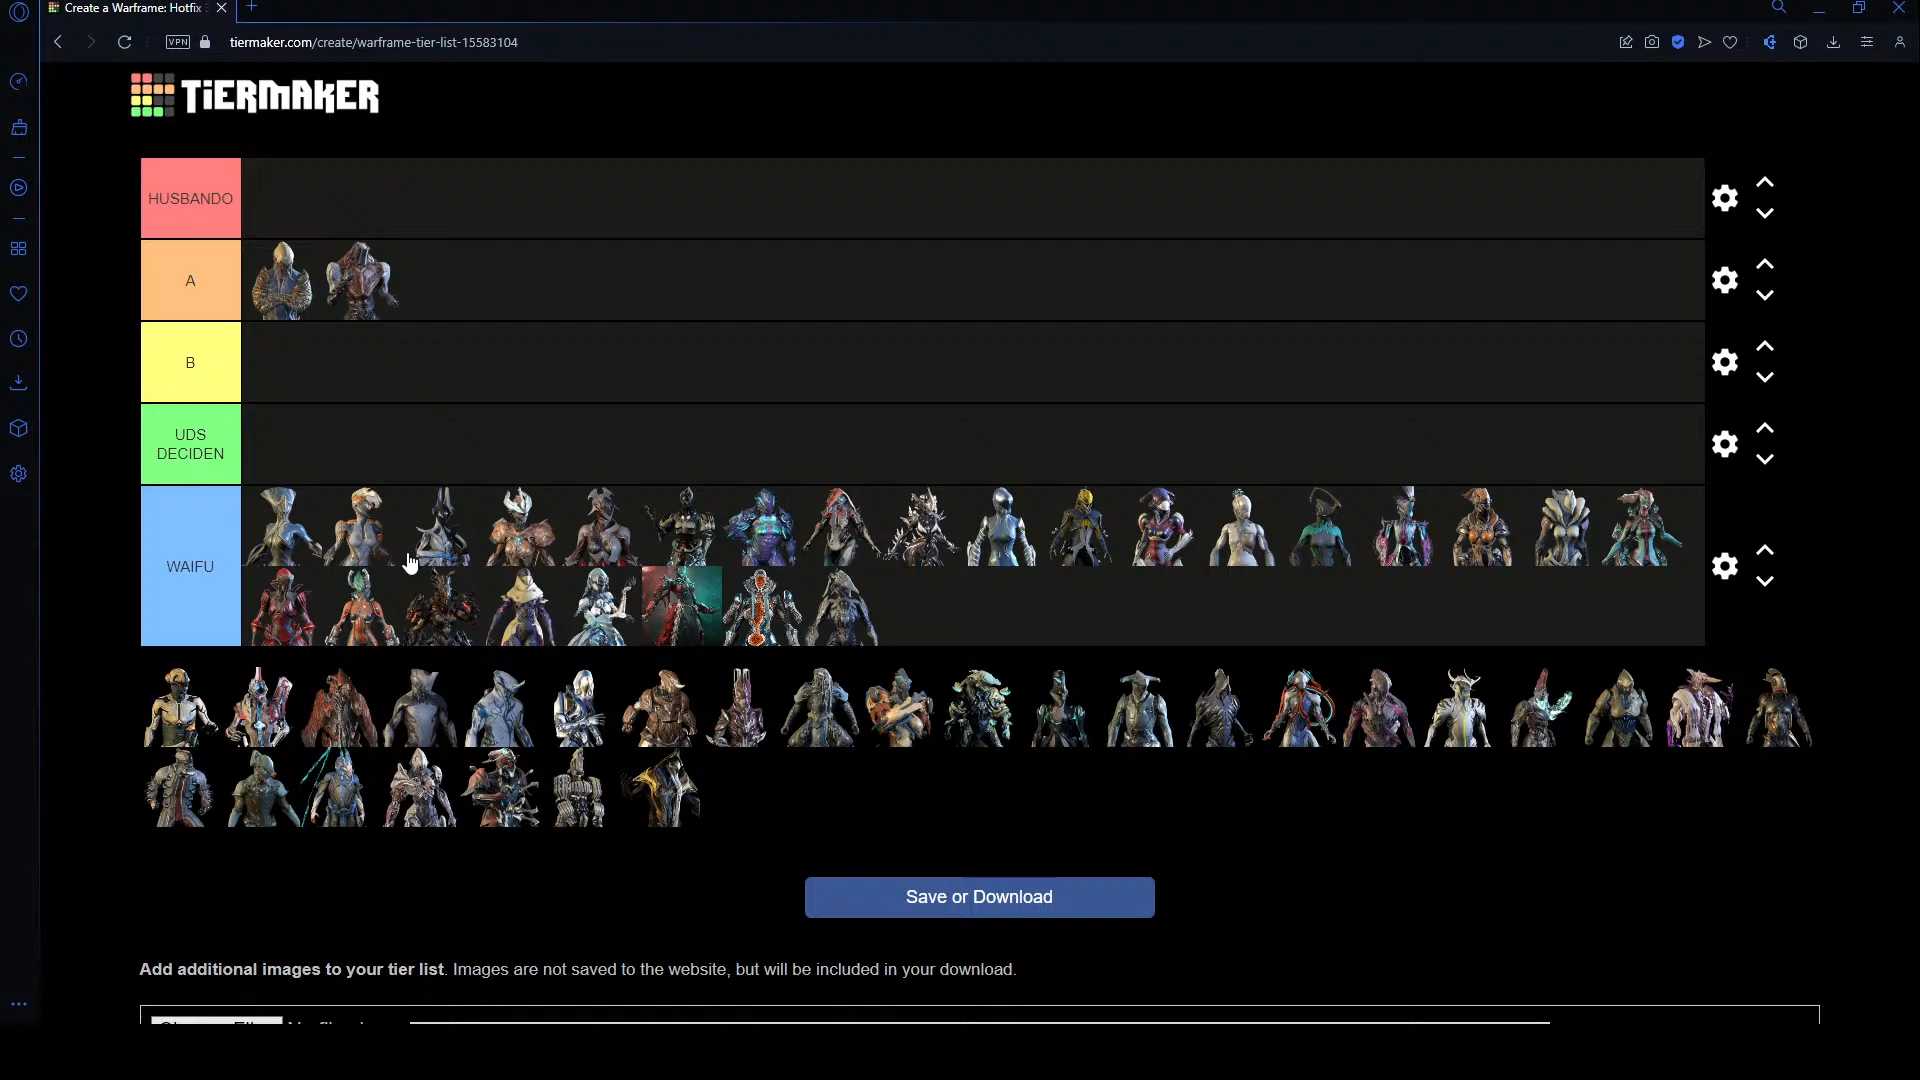 Create a Warframe: Hotfix
VPN
tiermaker.com/create/warframe-tier-list-15583104
TiERMAKER
HUSBANDO
A
B
UDS
DECIDEN
WAIFU
Save or Download
Add additional images to your tier list. Images are not saved to the website, but will be included in your download.